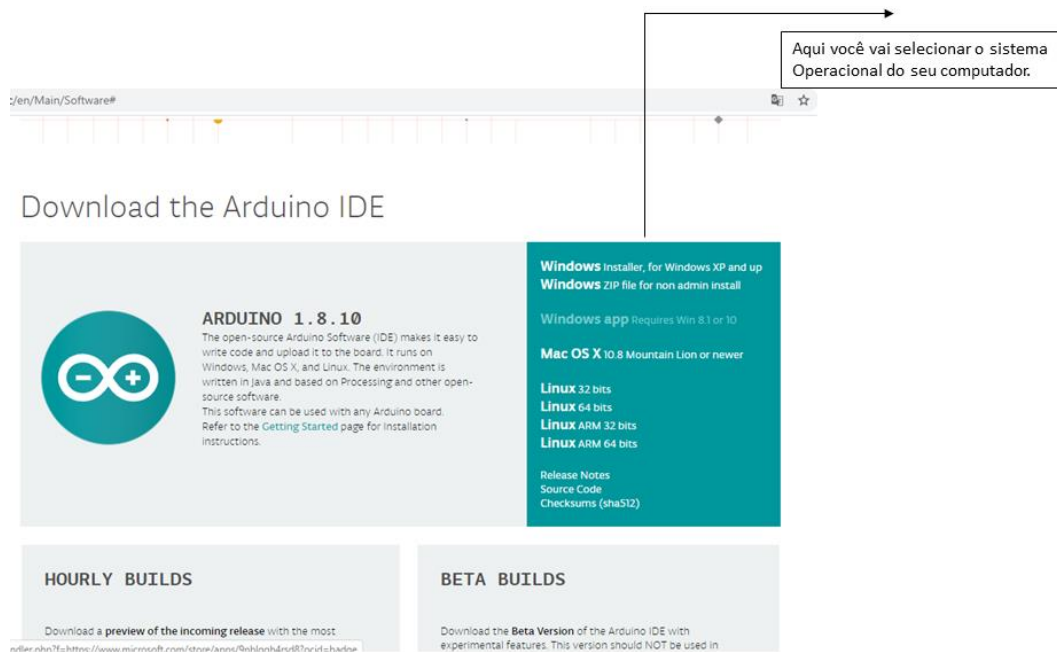 Aqui você vai selecionar o sistema
Operacional do seu computador.
/en/Main/Software#
Download the Arduino IDE
ARDUINO 1.8.10
The open-source Arduino Software (IDE) makes it easy to
write code and upload it to the board. It runs on
Windows, Mac OS X, and Linux. The environment is
written in Java and based on Processing and other open-
source software.
This software can be used with any Arduino board.
Refer to the Getting Started page for Installation
instructions.
Windows Installer, for Windows XP and up
Windows ZIP file for non admin install
Windows app Requires Win 8.1 or 10
Mac OS X 10.8 Mountain Lion or newer
Linux 32 bits
Linux 64 bits
Linux ARM 32 bits
Linux ARM 64 bits
Release Notes
Source Code
Checksums (sha512)
HOURLY BUILDS
Download a preview of the incoming release with the most
BETA BUILDS
Download the Beta Version of the Arduino IDE with
experimental features. This version should NOT be used in